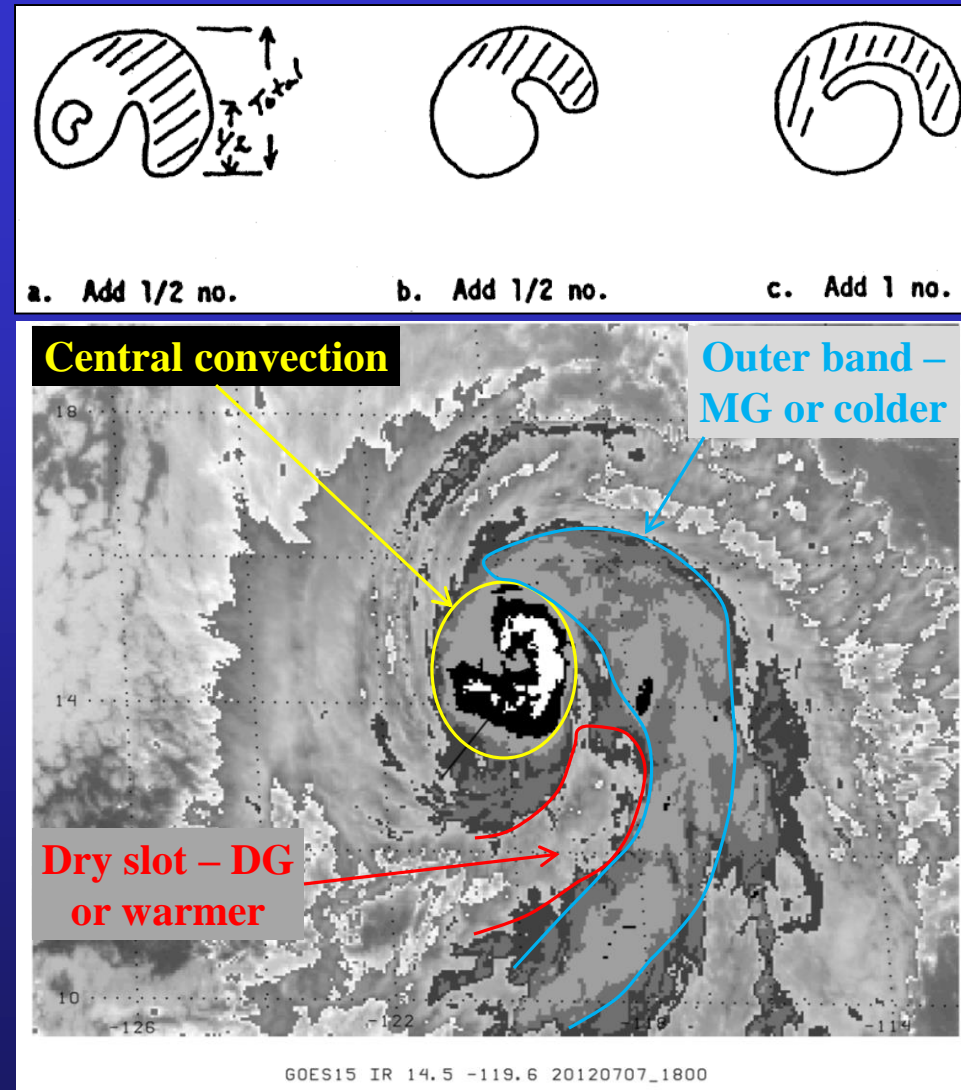 Total
1/2
a. Add 1/2 no.
b. Add 1/2 no.
c. Add 1 no.
Central convection
Outer band –
MG or colder
18
14
Dry slot – DG
or warmer
10
-126
-122
-118
-114
GOES15 IR 14.5 -119.6 20120707_1800